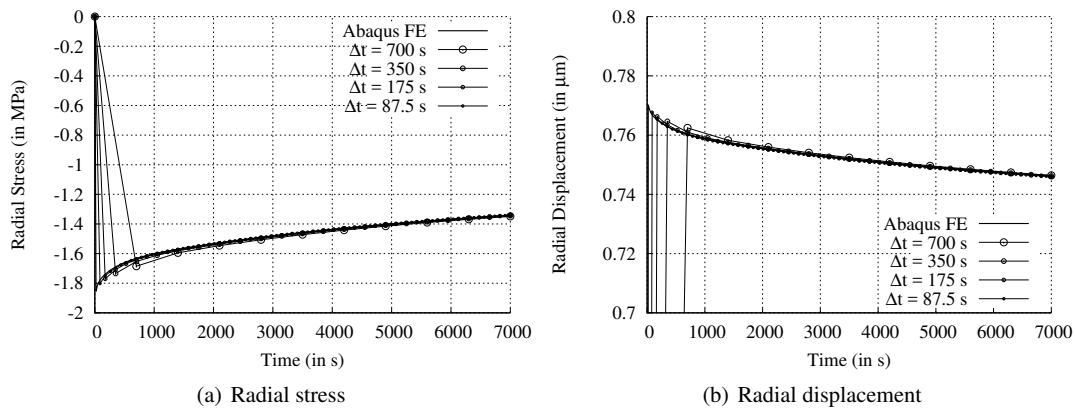 0
-0.2
-0.4
-0.6
-0.8
-1
-1.2
-1.4
-1.6
-1.8
-2
Radial Stress (in MPa)
Abaqus FE
Δt = 700 s
Δt = 350 s
Δt = 175 s
Δt = 87.5 s
0 1000 2000 3000 4000 5000 6000 7000
Time (in s)
(a) Radial stress
0.8
0.78
0.76
0.74
0.72
0.7
Radial Displacement (in μm)
Abaqus FE
Δt = 700 s
Δt = 350 s
Δt = 175 s
Δt = 87.5 s
0 1000 2000 3000 4000 5000 6000 7000
Time (in s)
(b) Radial displacement